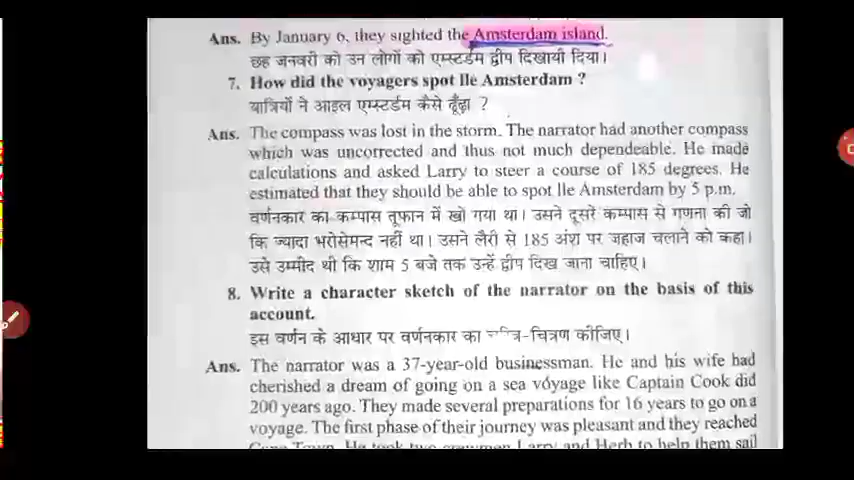 Ans. By January 6, they sighted the Amsterdam island.
छह जनवरी को उन लोगों को एम्स्टर्डम द्वीप दिखायी दिया।
7. How did the voyagers spot lle Amsterdam ?
यात्रियों ने आइल एम्स्टर्डम कैसे ढूँढ़ा ?
Ans. The compass was lost in the storm. The narrator had another compass
which was uncorrected and thus not much dependeable. He made
calculations and asked Larry to steer a course of 185 degrees. He
estimated that they should be able to spot lle Amsterdam by 5 p.m.
वर्णनकार का कम्पास तूफान में खो गया था। उसने दूसरे कम्पास से गणना की जो
कि ज्यादा भरोसेमन्द नहीं था। उसने लैरी से 185 अंश पर जहाज चलाने को कहा।
उसे उम्मीद थी कि शाम 5 बजे तक उन्हें द्वीप दिख जाना चाहिए।
8. Write a character sketch of the narrator on the basis of this
account.
इस वर्णन के आधार पर वर्णनकार का चरित्र-चित्रण कीजिए।
Ans. The narrator was a 37-year-old businessman. He and his wife had
cherished a dream of going on a sea voyage like Captain Cook did
200 years ago. They made several preparations for 16 years to go on a
voyage. The first phase of their journey was pleasant and they reached
Cape Town. He took two crewmen Larry and Herb to help them sail